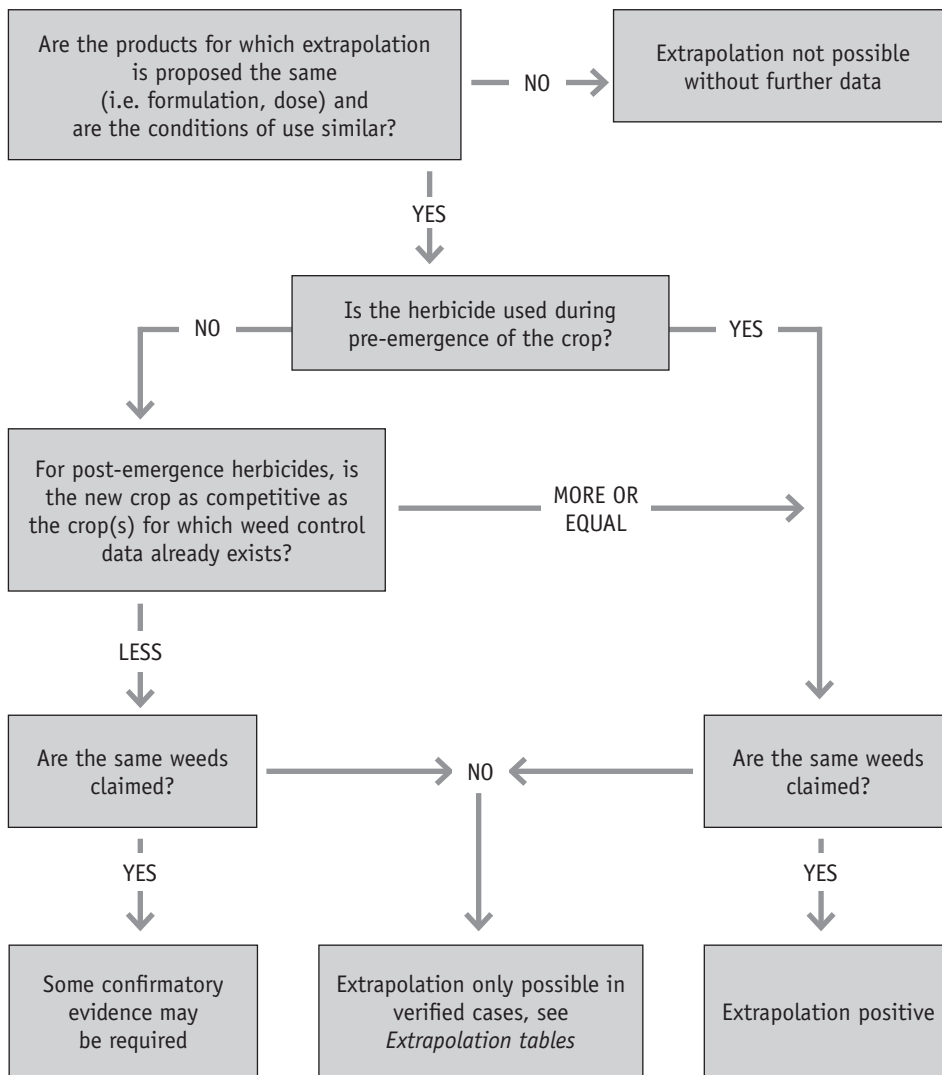 Are the products for which extrapolation
is proposed the same
(i.e. formulation, dose) and
are the conditions of use similar?
NO
Extrapolation not possible
without further data
YES
Is the herbicide used during
pre-emergence of the crop?
NO
YES
For post-emergence herbicides, is
the new crop as competitive as
the crop(s) for which weed control
data already exists?
MORE OR
EQUAL
LESS
Are the same weeds
claimed?
NO
Are the same weeds
claimed?
YES
YES
Some confirmatory
evidence may
be required
Extrapolation only possible in
verified cases, see
Extrapolation tables
Extrapolation positive